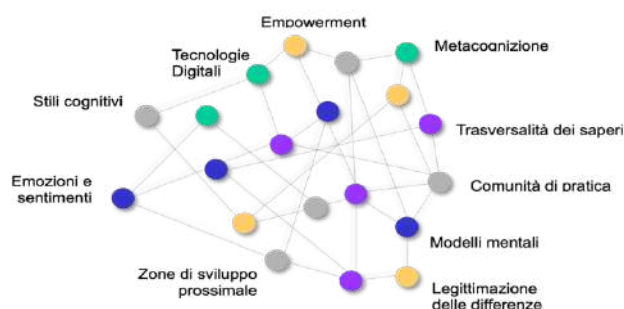 Empowerment
Tecnologie
Digitali
Metacognizione
Stili cognitivi
Trasversalità dei saperi
Emozioni e
sentimenti
Comunità di pratica
Modelli mentali
Zone di sviluppo
prossimale
Legittimazione
delle differenze